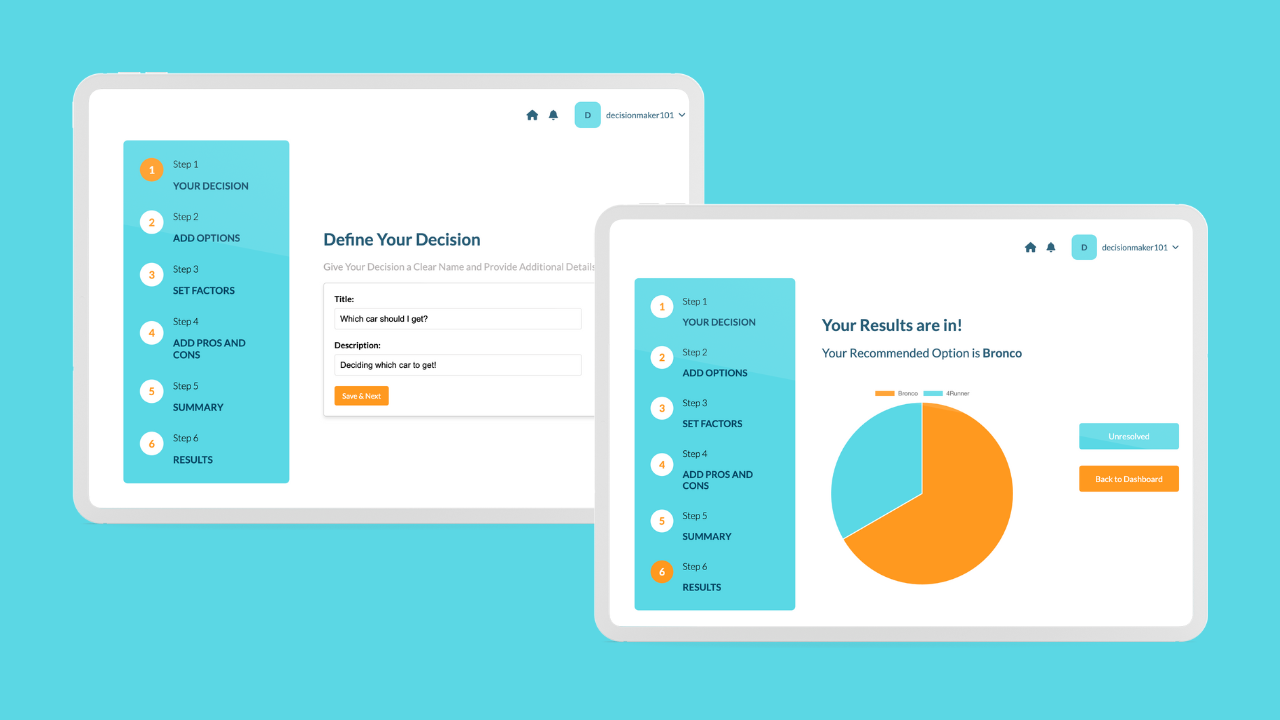 D decisionmaker101
1 Step 1
YOUR DECISION
2 Step 2
ADD OPTIONS
3 Step 3
SET FACTORS
4 Step 4
ADD PROS AND
CONS
5 Step 5
SUMMARY
6 Step 6
RESULTS
Define Your Decision
Give Your Decision a Clear Name and Provide Additional Details
Title:
Which car should I get?
Description:
Deciding which car to get!
Save & Next
D decisionmaker101
1 Step 1
YOUR DECISION
2 Step 2
ADD OPTIONS
3 Step 3
SET FACTORS
4 Step 4
ADD PROS AND
CONS
5 Step 5
SUMMARY
6 Step 6
RESULTS
Your Results are in!
Your Recommended Option is Bronco
Bronco 4Runner
Unresolved
Back to Dashboard